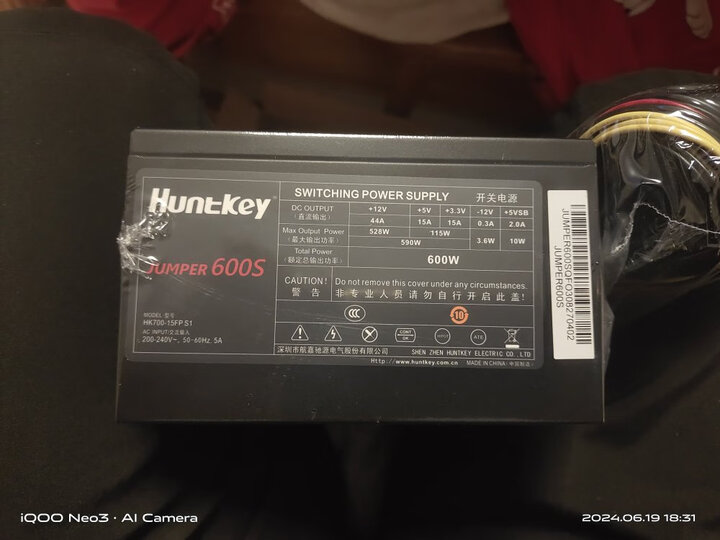 Huntkey
JUMPER 600S
MODEL/型号
HK700-15FP S1
AC INPUT/交流输入
200-240V~, 50-60Hz, 5A
SWITCHING POWER SUPPLY 开关电源
DC OUTPUT +12V +5V +3.3V -12V +5VSB
(直流输出) 44A 15A 15A 0.3A 2.0A
Max Output Power 528W 115W
(最大输出功率) 590W 3.6W 10W
Total Power
(额定总输出功率) 600W
CAUTION! Do not remove this cover under any circumstances.
警告 非专业人员请勿自行开启此盖!
CCC
10
深圳市航嘉驰源电气股份有限公司 SHEN ZHEN HUNTKEY ELECTRIC CO., LTD
Http://www.huntkey.com.cn MADE IN CHINA/中国制造
JUMPER600SQFO308270402
JUMPER600S
iQOO Neo3 · AI Camera
2024.06.19 18:31